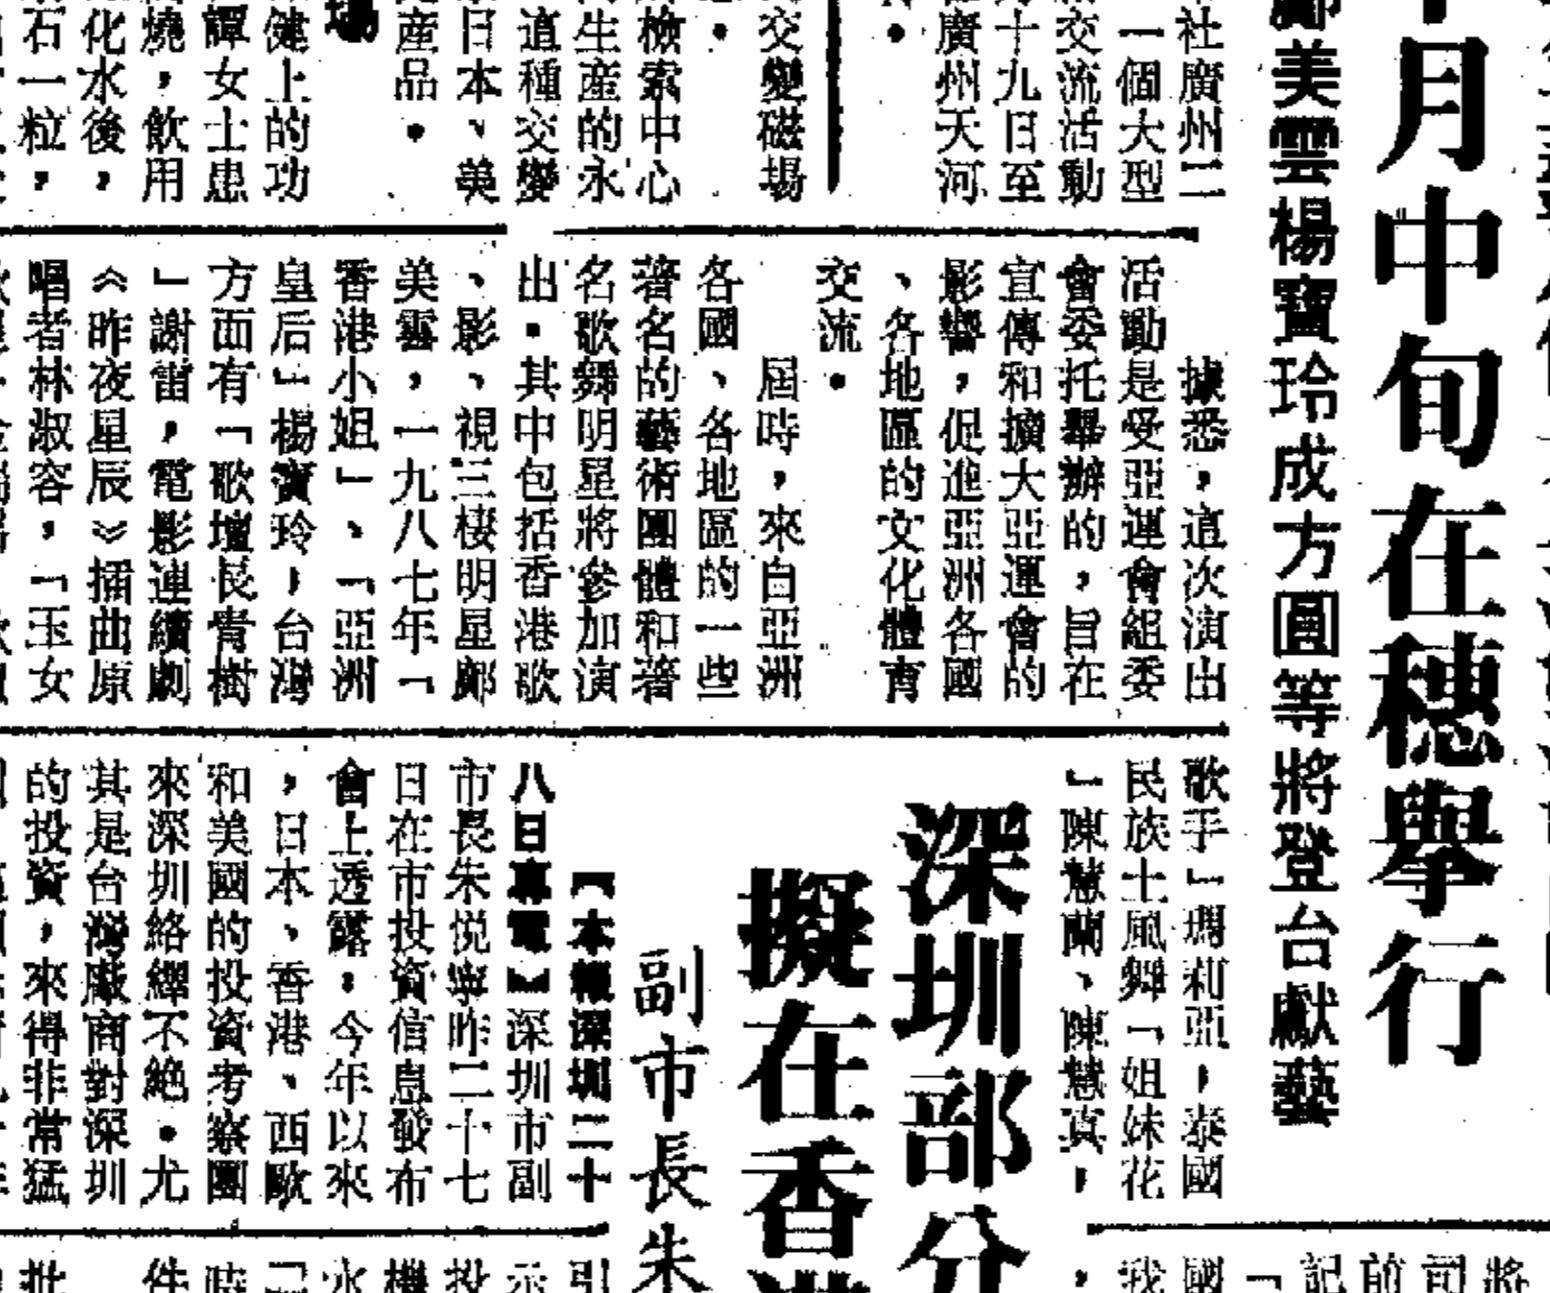 月中旬在穗舉行
美雲楊寶玲成方圓等將登台獻藝
社廣州二
一個大型
交流活動
十九日至
廣州天河
據悉，這次演出
活動是受亞運會組委
會委托舉辦的，旨在
宣傳和擴大亞運會的
影響，促進亞洲各國
、各地區的文化體育
交流。
屆時，來自亞洲
各國、各地區的一些
著名的藝術團體和著
名歌舞明星將參加演
出。其中包括香港歌
、影、視三棲明星鄺
美雲，一九八七年「
香港小姐」、「亞洲
皇后」楊寶玲，台灣
方面有「歌壇長青樹
」謝雷，電影連續劇
《昨夜星辰》插曲原
唱者林淑容，「玉女
歌手」瑪莉亞，泰國
民族土風舞「姐妹花
」陳慧蘭、陳慧真，
交變磁場
檢索中心
生產的永
道種交變
日本、美
產品。
場
健上的功
譚女士患
燒，飲用
化水後，
石一粒，
深圳部分
擬在香
副市長朱
【本報深圳二十
八日專電】深圳市副
市長朱悅寧昨二十七
日在市投資信息發布
會上透露，今年以來
，日本、香港、西歐
和美國的投資考察團
來深圳絡繹不絕。尤
其是台灣廠商對深圳
的投資，來得非常猛
將
司
前
記
「
國
我
引
示
投
機
水
時
件
批